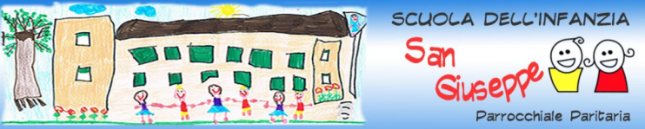 SCUOLA DELL'INFANZIA
San
Giuseppe
Parrocchiale Paritaria